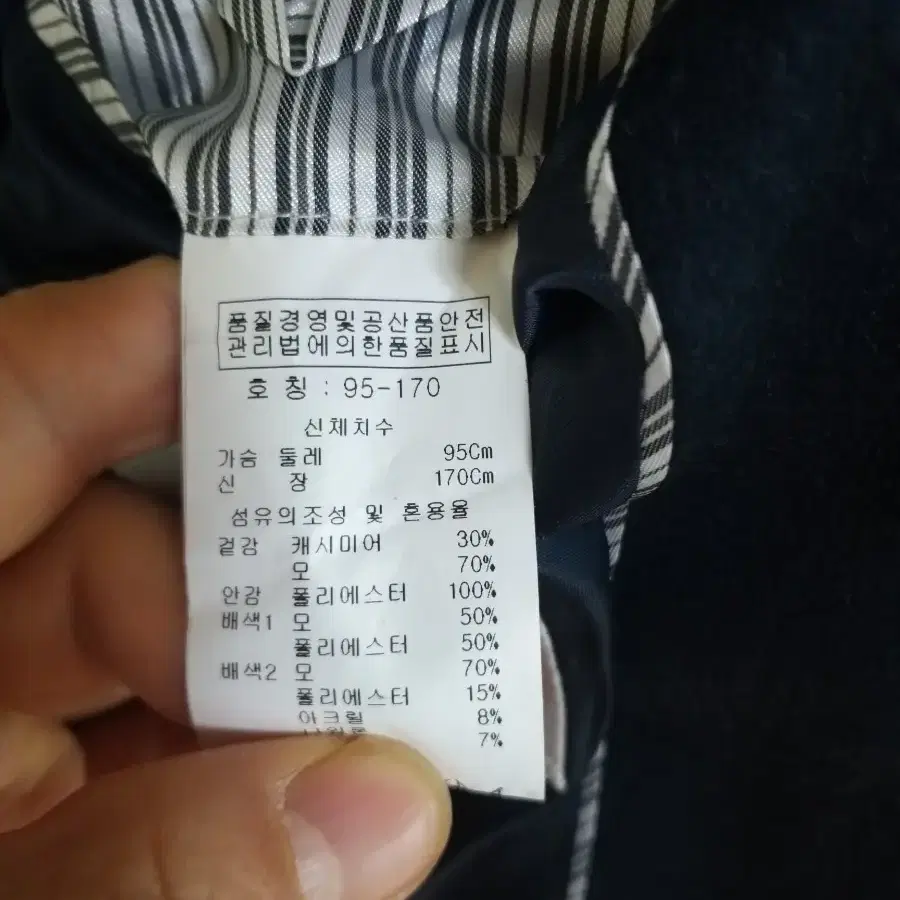 품질경영및공산품안전
관리법에의한품질표시
호 칭 : 95-170
신체치수
가슴 둘레 95Cm
신 장 170Cm
섬유의조성 및 혼용율
겉감 캐시미어 30%
모 70%
안감 폴리에스터 100%
배색1 모 50%
폴리에스터 50%
배색2 모 70%
폴리에스터 15%
아크릴 8%
7%